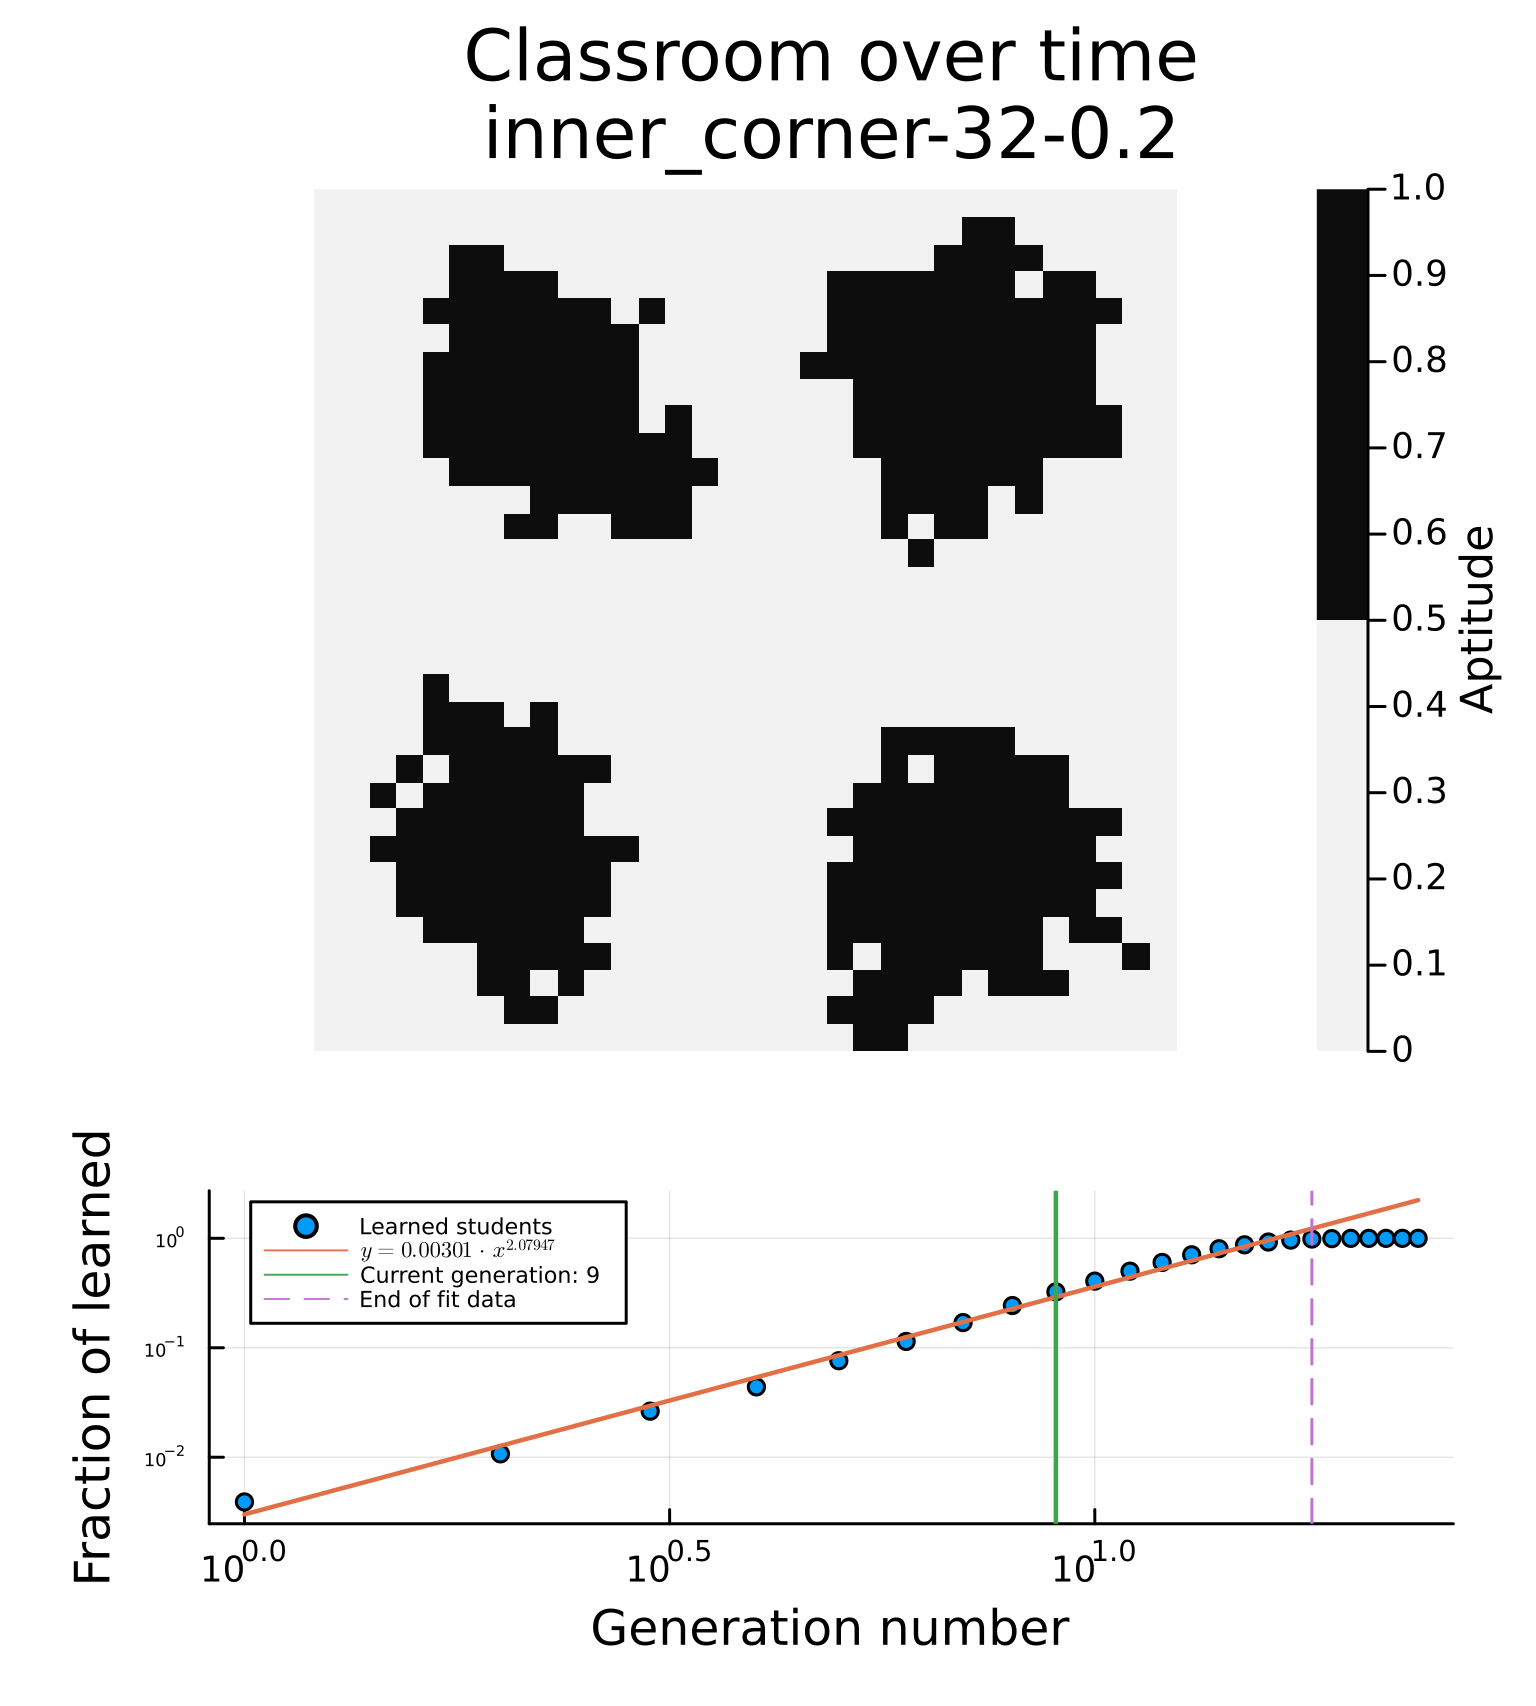 Classroom over time
inner_corner-32-0.2
1.0
0.9
0.8
0.7
0.6
0.5
0.4
0.3
0.2
0.1
0
Aptitude
Fraction of learned
10^0
10^-1
10^-2
Learned students
y = 0.00301 · x^2.07947
Current generation: 9
End of fit data
10^0.0
10^0.5
10^1.0
Generation number